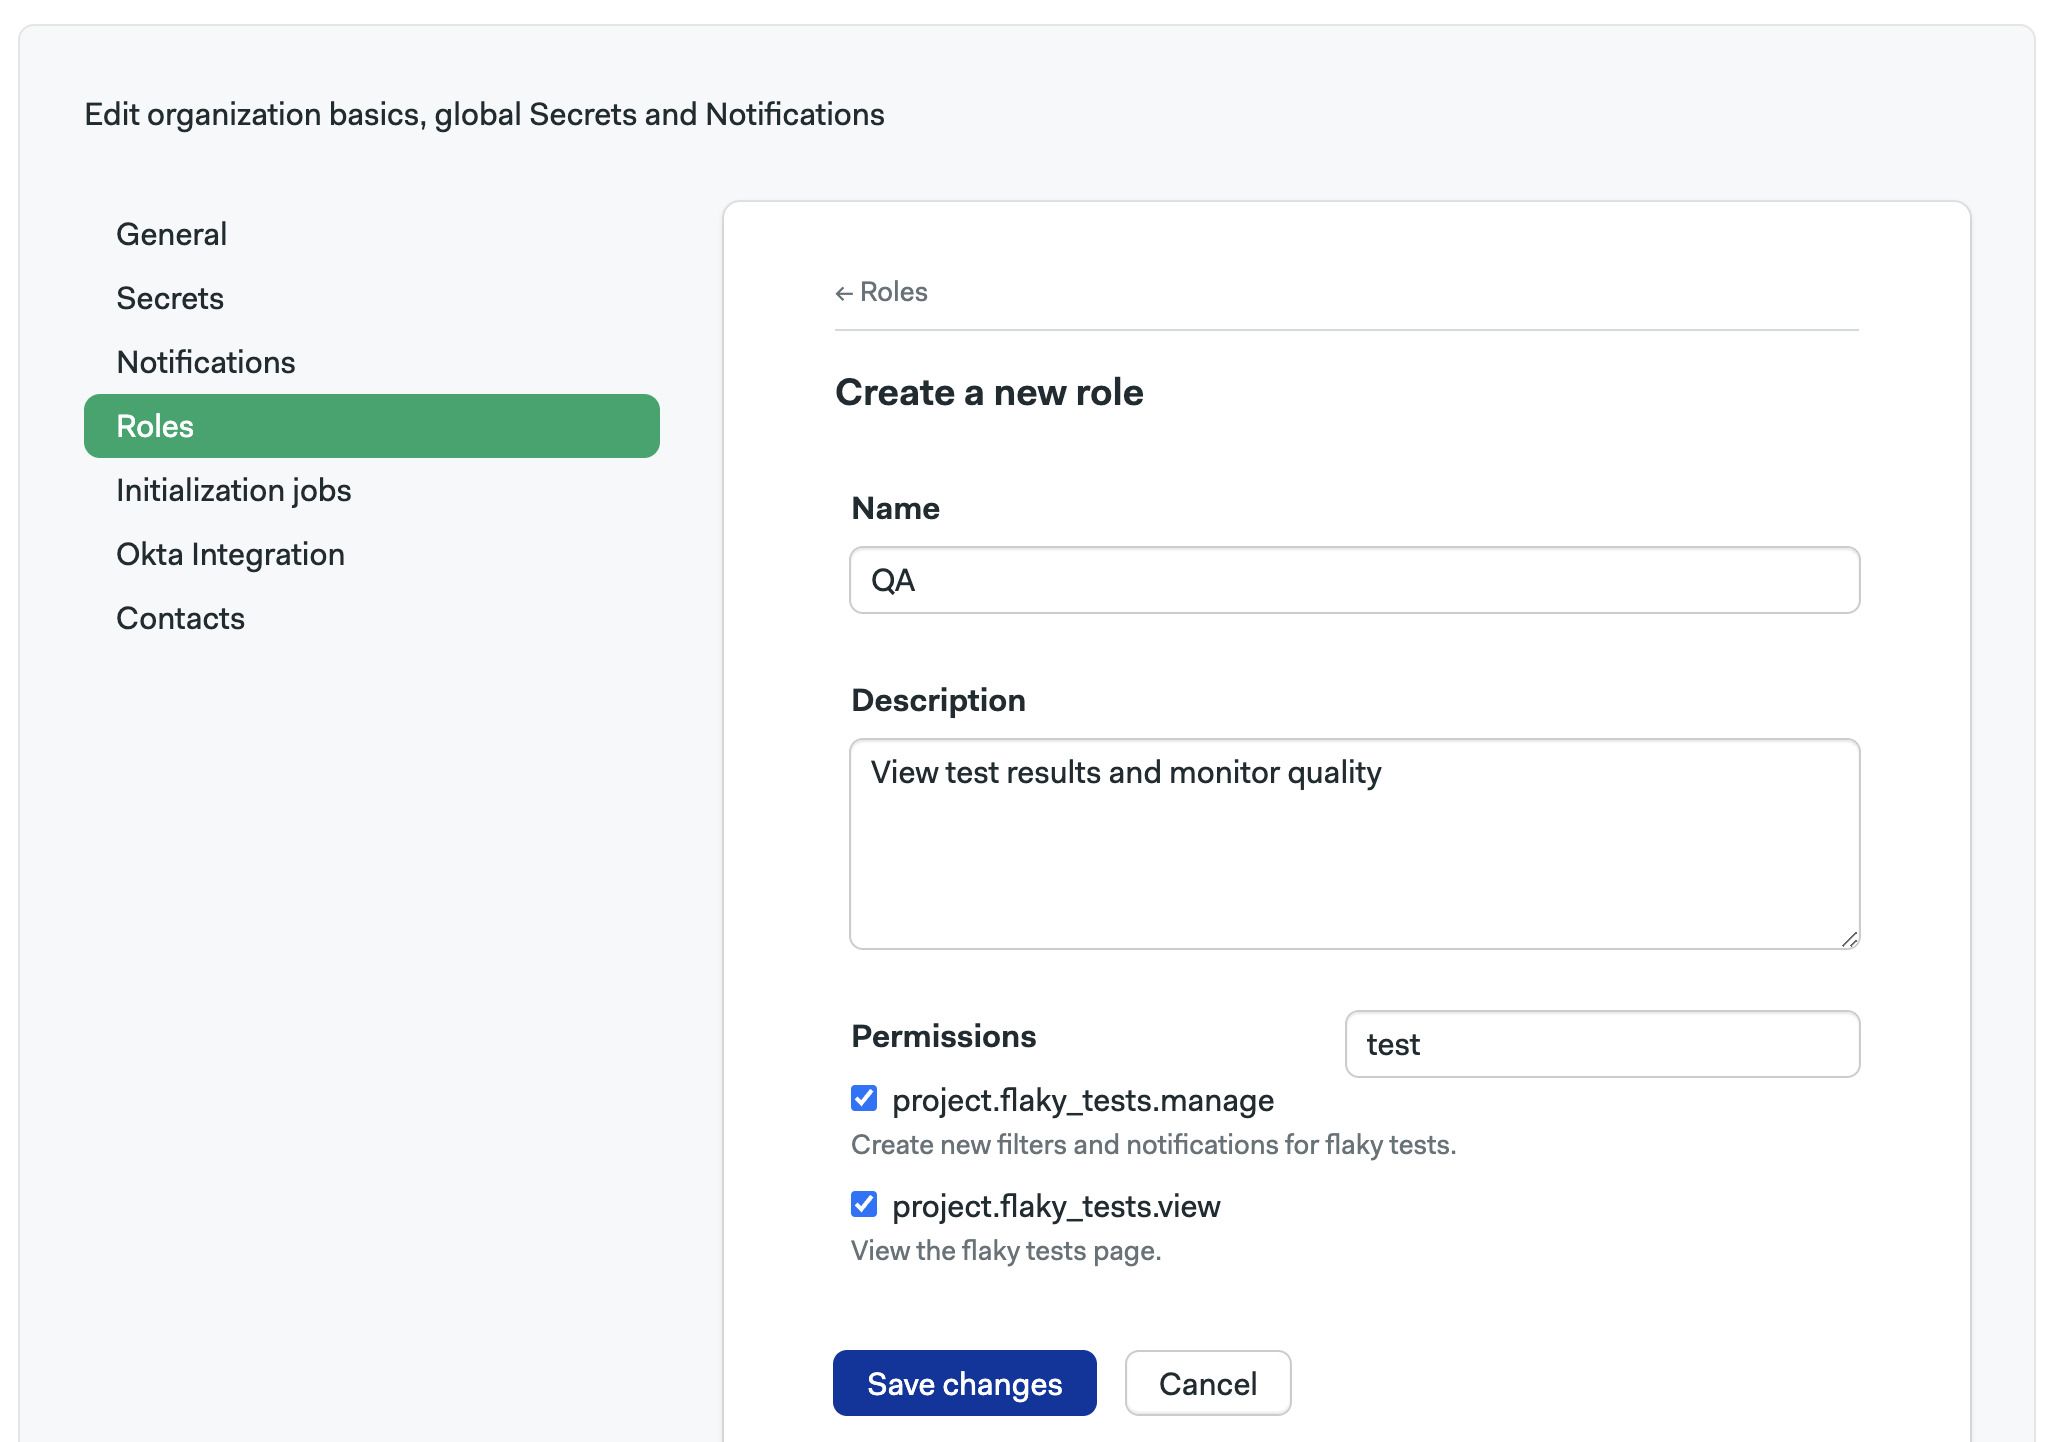 Edit organization basics, global Secrets and Notifications
General
Secrets
Notifications
Roles
Initialization jobs
Okta Integration
Contacts
← Roles
Create a new role
Name
QA
Description
View test results and monitor quality
Permissions
test
project.flaky_tests.manage
Create new filters and notifications for flaky tests.
project.flaky_tests.view
View the flaky tests page.
Save changes
Cancel